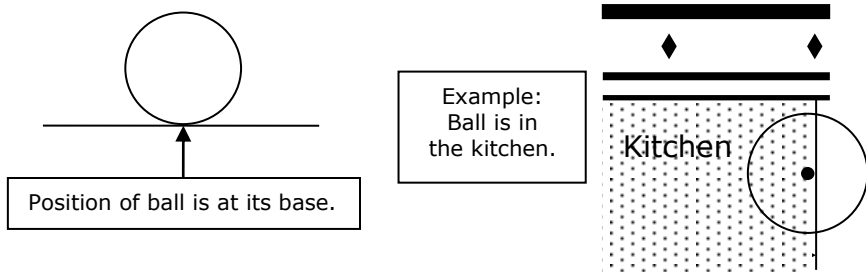 Position of ball is at its base.
Example:
Ball is in
the kitchen.
Kitchen